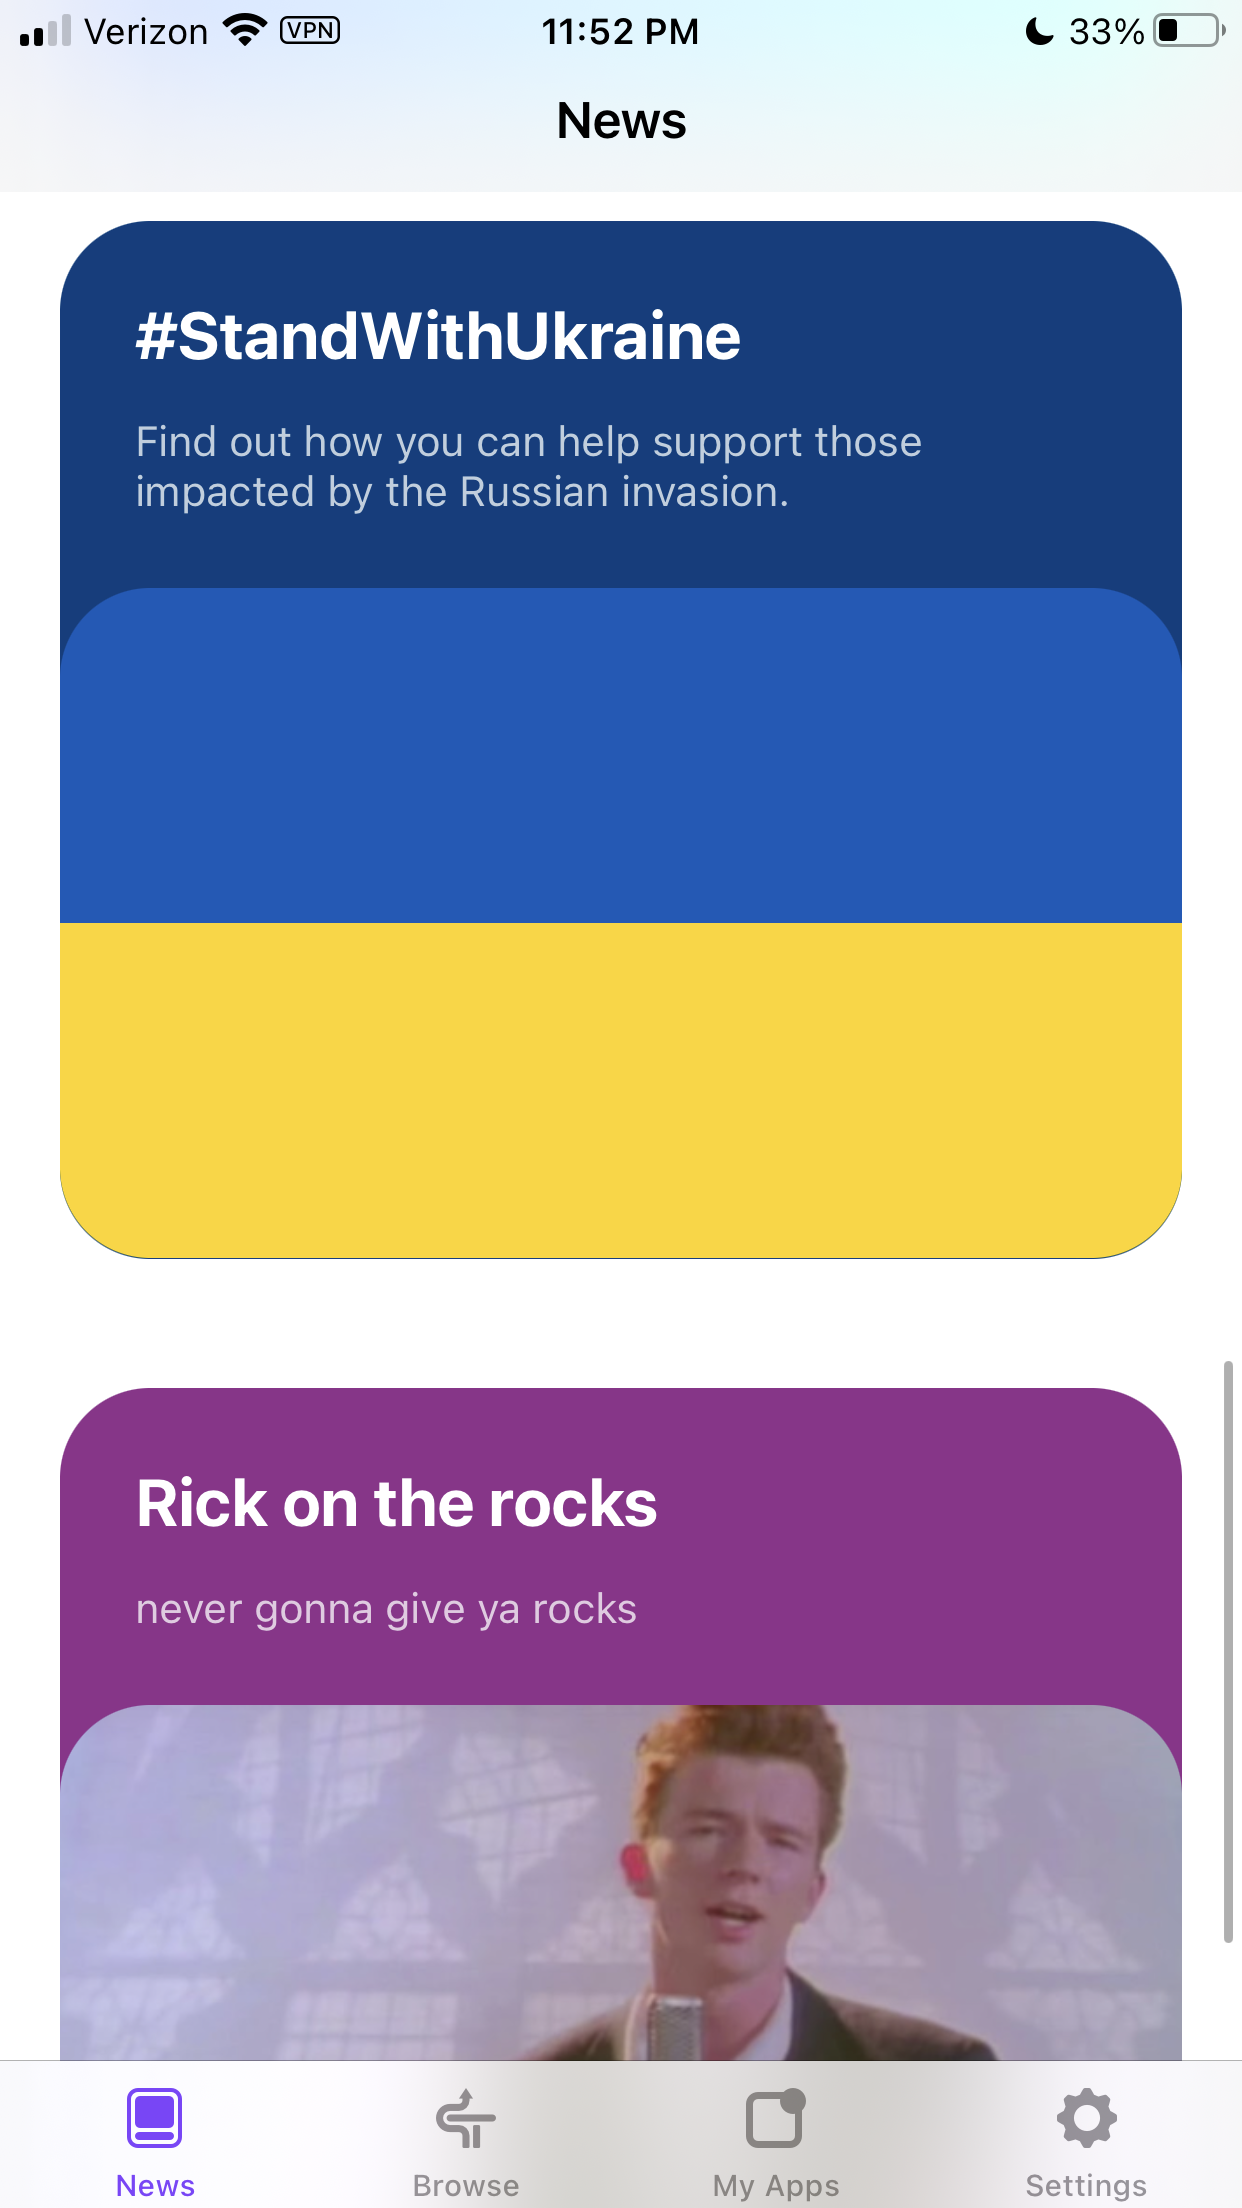 Verizon VPN 11:52 PM 33%
News
#StandWithUkraine
Find out how you can help support those
impacted by the Russian invasion.
Rick on the rocks
never gonna give ya rocks
News Browse My Apps Settings